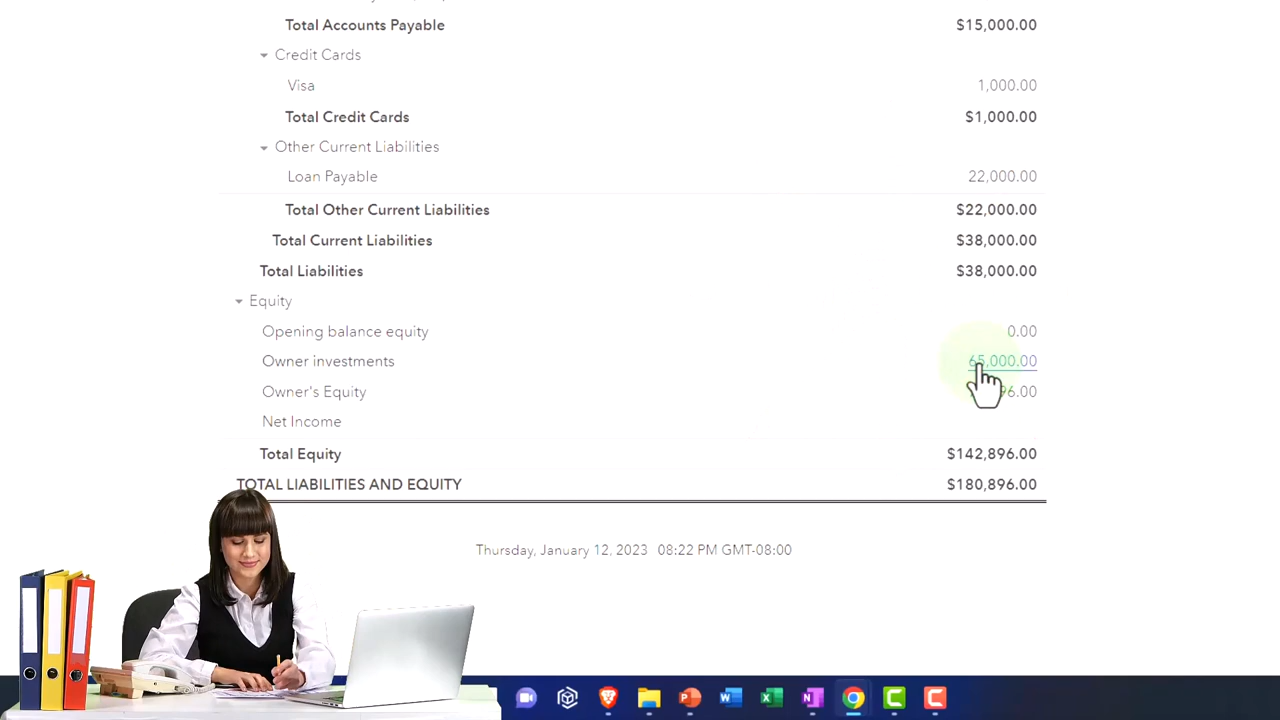 Total Accounts Payable $15,000.00
Credit Cards
Visa 1,000.00
Total Credit Cards $1,000.00
Other Current Liabilities
Loan Payable 22,000.00
Total Other Current Liabilities $22,000.00
Total Current Liabilities $38,000.00
Total Liabilities $38,000.00
Equity
Opening balance equity 0.00
Owner investments 65,000.00
Owner's Equity
Net Income
Total Equity $142,896.00
TOTAL LIABILITIES AND EQUITY $180,896.00
Thursday, January 12, 2023 08:22 PM GMT-08:00